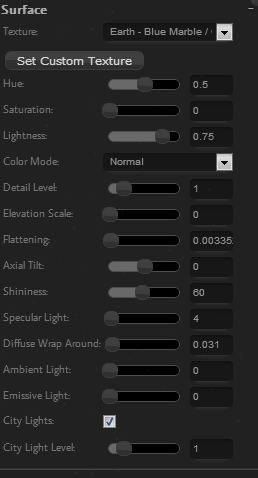 Surface
Texture: Earth - Blue Marble /
Set Custom Texture
Hue: 0.5
Saturation: 0
Lightness: 0.75
Color Mode: Normal
Detail Level: 1
Elevation Scale: 0
Flattening: 0.00335
Axial Tilt: 0
Shininess: 60
Specular Light: 4
Diffuse Wrap Around: 0.031
Ambient Light: 0
Emissive Light: 0
City Lights:
City Light Level: 1